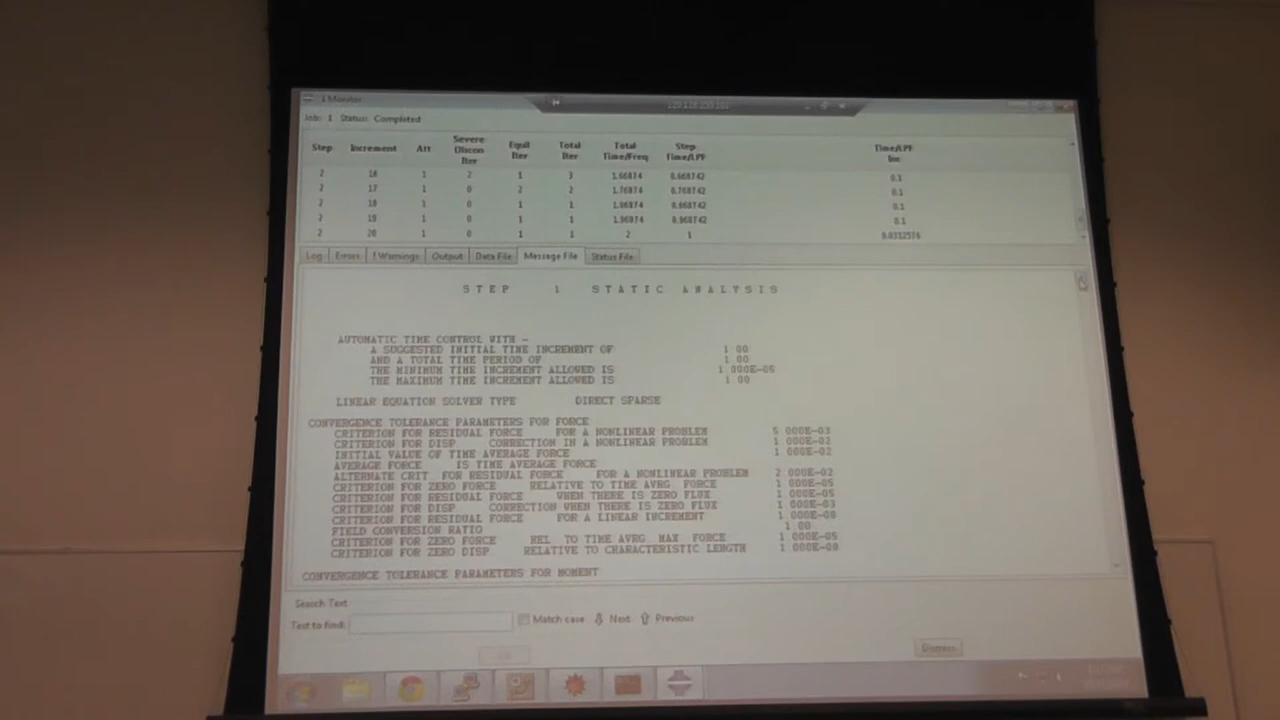 Monitor
Job: 1 Status: Completed
Step Increment Att Severe Discon Iter Equil Iter Total Iter Total Time/Freq Step Time/LPF Time/LPF Inc
2 16 1 2 1 3 1.66874 0.668742 0.1
2 17 1 0 2 2 1.76874 0.768742 0.1
2 18 1 0 1 1 1.86874 0.868742 0.1
2 19 1 0 1 1 1.96874 0.968742 0.1
2 20 1 0 1 1 2 1
Log Errors ! Warnings Output Data File Message File Status File
STEP 1 STATIC ANALYSIS
AUTOMATIC TIME CONTROL WITH -
A SUGGESTED INITIAL TIME INCREMENT OF 1.00
AND A TOTAL TIME PERIOD OF 1.00
THE MINIMUM TIME INCREMENT ALLOWED IS 1.000E-05
THE MAXIMUM TIME INCREMENT ALLOWED IS 1.00
LINEAR EQUATION SOLVER TYPE DIRECT SPARSE
CONVERGENCE TOLERANCE PARAMETERS FOR FORCE
CRITERION FOR RESIDUAL FORCE FOR A NONLINEAR PROBLEM 5.000E-03
CRITERION FOR DISP. CORRECTION IN A NONLINEAR PROBLEM 1.000E-02
INITIAL VALUE OF TIME AVERAGE FORCE 1.000E-02
AVERAGE FORCE IS TIME AVERAGE FORCE
ALTERNATE CRIT. FOR RESIDUAL FORCE FOR A NONLINEAR PROBLEM 2.000E-02
CRITERION FOR ZERO FORCE RELATIVE TO TIME AVRG. FORCE 1.000E-05
CRITERION FOR RESIDUAL FORCE WHEN THERE IS ZERO FLUX 1.000E-05
CRITERION FOR DISP. CORRECTION WHEN THERE IS ZERO FLUX 1.000E-03
CRITERION FOR RESIDUAL FORCE FOR A LINEAR INCREMENT 1.000E-08
FIELD CONVERSION RATIO 1.00
CRITERION FOR ZERO FORCE REL. TO TIME AVRG. MAX. FORCE 1.000E-05
CRITERION FOR ZERO DISP. RELATIVE TO CHARACTERISTIC LENGTH 1.000E-08
CONVERGENCE TOLERANCE PARAMETERS FOR MOMENT
Search Text
Text to find: Match case Next Previous
Dismiss